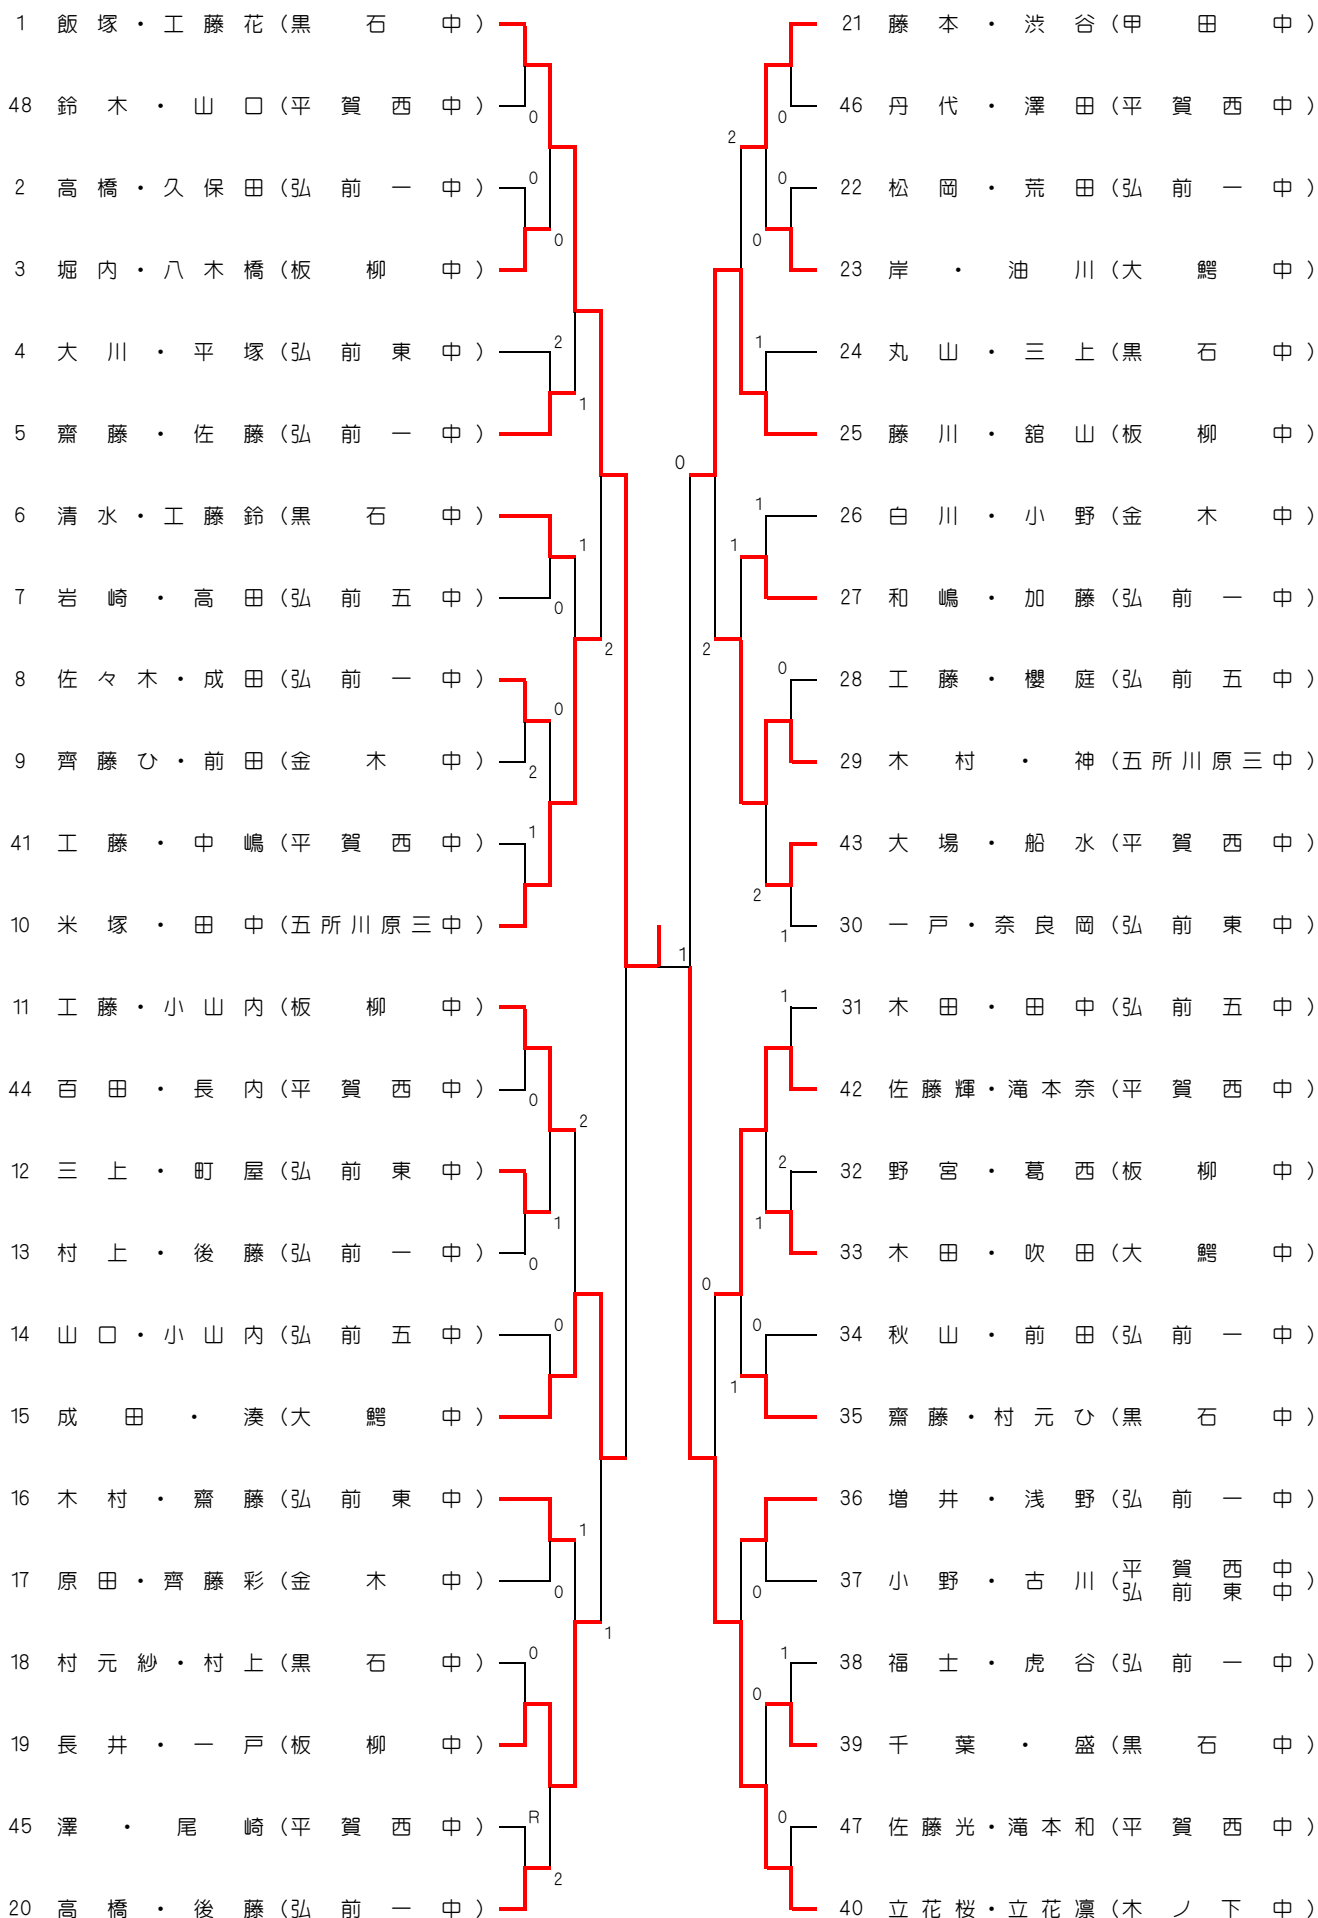 1 飯塚・工藤花(黒石中)
48 鈴木・山口(平賀西中)
0
2 高橋・久保田(弘前一中)
0
3 堀内・八木橋(板柳中)
0
4 大川・平塚(弘前東中)
2
5 齋藤・佐藤(弘前一中)
1
6 清水・工藤鈴(黒石中)
1
7 岩崎・高田(弘前五中)
0
2
8 佐々木・成田(弘前一中)
0
9 齊藤ひ・前田(金木中)
2
41 工藤・中嶋(平賀西中)
1
10 米塚・田中(五所川原三中)
11 工藤・小山内(板柳中)
44 百田・長内(平賀西中)
0
2
12 三上・町屋(弘前東中)
1
13 村上・後藤(弘前一中)
0
14 山口・小山内(弘前五中)
0
15 成田・湊(大鰐中)
16 木村・齋藤(弘前東中)
1
17 原田・齊藤彩(金木中)
0
1
18 村元紗・村上(黒石中)
0
19 長井・一戸(板柳中)
45 澤・尾崎(平賀西中)
R
2
20 高橋・後藤(弘前一中)
21 藤本・渋谷(甲田中)
46 丹代・澤田(平賀西中)
0
2
22 松岡・荒田(弘前一中)
0
23 岸・油川(大鰐中)
0
24 丸山・三上(黒石中)
1
25 藤川・舘山(板柳中)
0
26 白川・小野(金木中)
1
1
27 和嶋・加藤(弘前一中)
2
28 工藤・櫻庭(弘前五中)
0
29 木村・神(五所川原三中)
43 大場・船水(平賀西中)
2
30 一戸・奈良岡(弘前東中)
1
1
31 木田・田中(弘前五中)
1
42 佐藤輝・滝本奈(平賀西中)
32 野宮・葛西(板柳中)
2
1
33 木田・吹田(大鰐中)
0
34 秋山・前田(弘前一中)
0
1
35 齋藤・村元ひ(黒石中)
36 増井・浅野(弘前一中)
37 小野・古川(平賀西中 弘前東中)
0
38 福士・虎谷(弘前一中)
1
0
39 千葉・盛(黒石中)
47 佐藤光・滝本和(平賀西中)
0
40 立花桜・立花凛(木ノ下中)